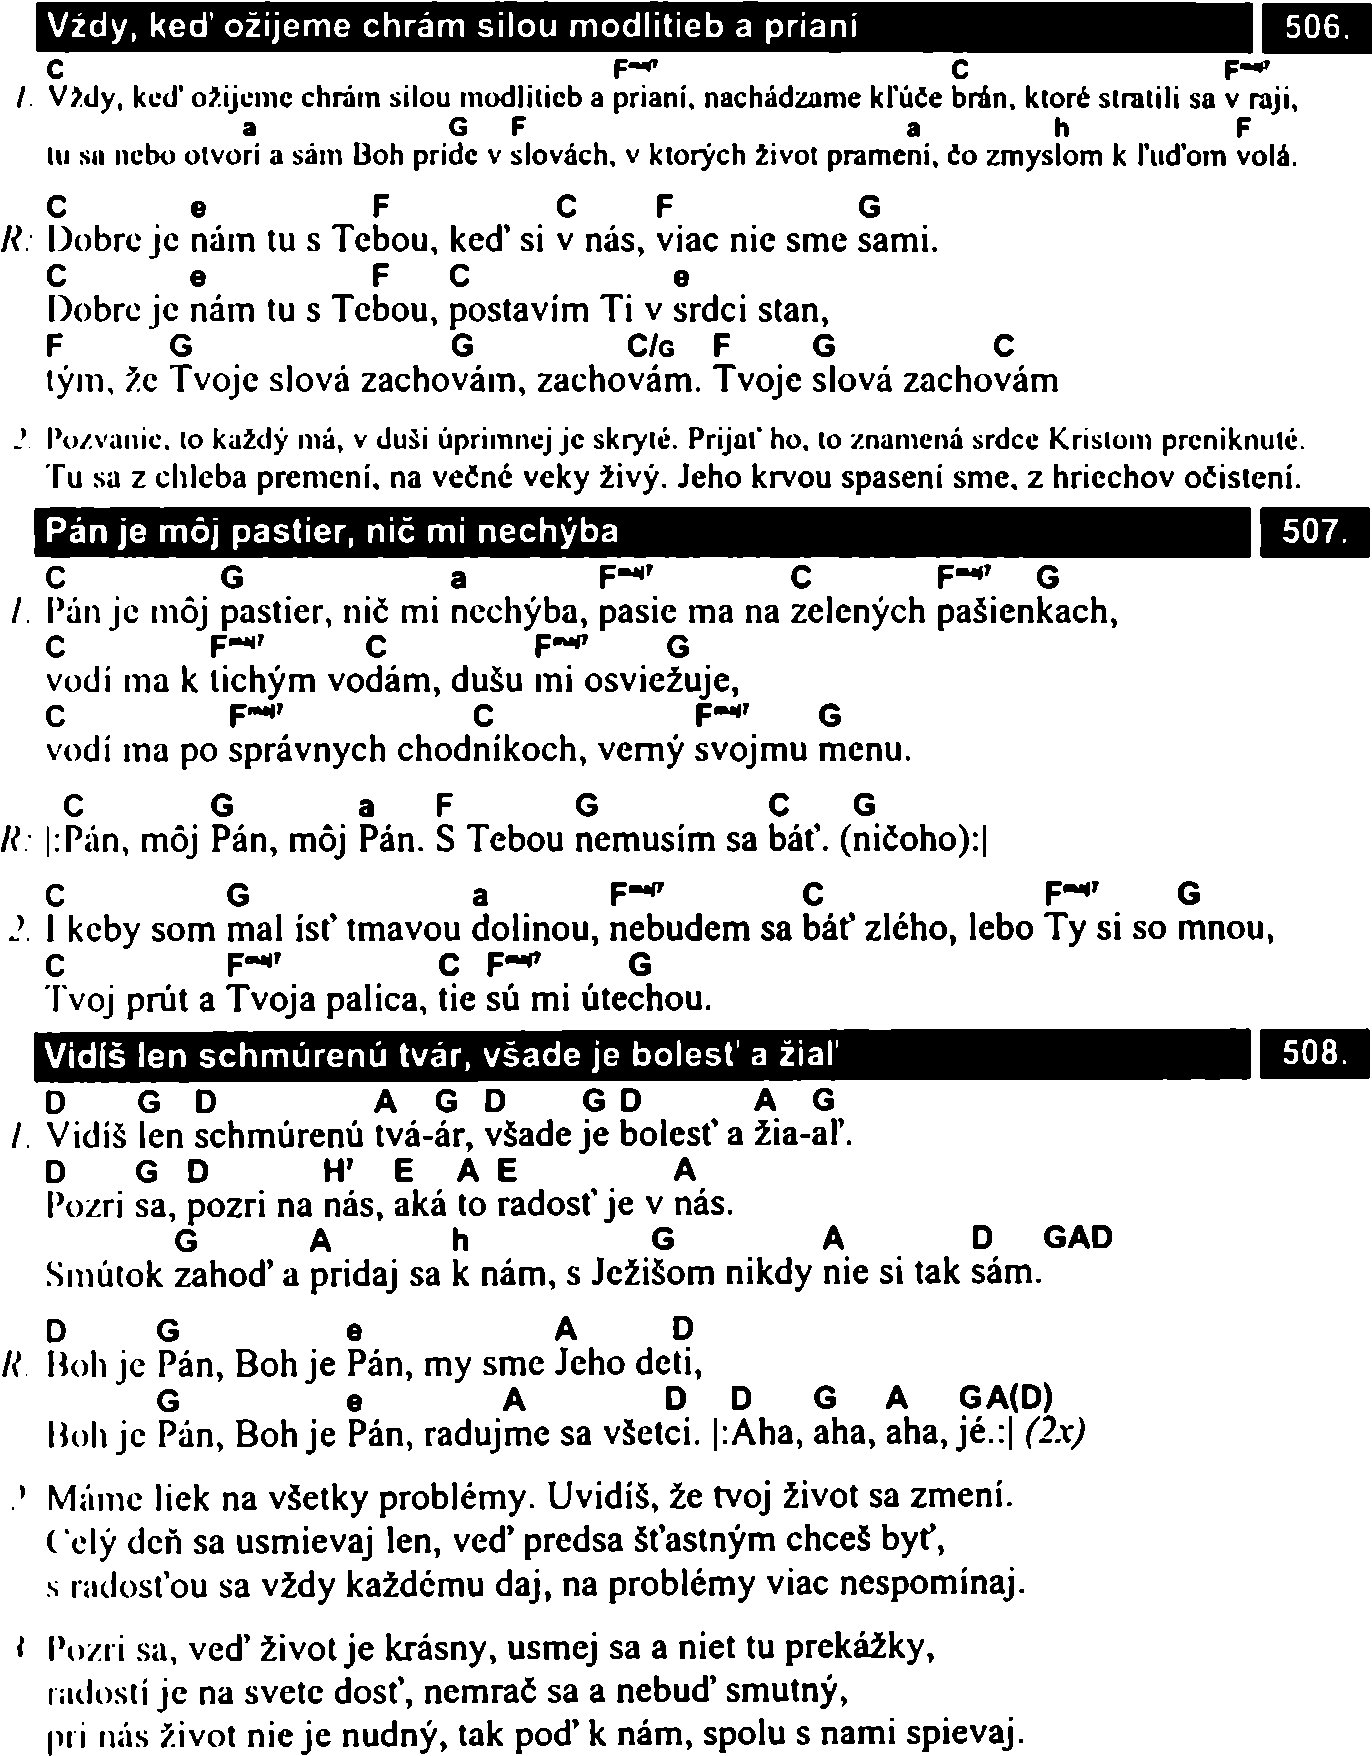 Vždy, keď ožijeme chrám silou modlitieb a prianí 506.
C Fmaj7 C Fmaj7
1. Vždy, keď ožijeme chrám silou modlitieb a prianí, nachádzame kľúče brán, ktoré stratili sa v raji,
a G F a h F
tu sa nebo otvorí a sám Boh príde v slovách, v ktorých život pramení, čo zmyslom k ľuďom volá.
C e F C F G
R: Dobre je nám tu s Tebou, keď si v nás, viac nie sme sami.
C e F C e
Dobre je nám tu s Tebou, postavím Ti v srdci stan,
F G G C/G F G C
tým, že Tvoje slová zachovám, zachovám. Tvoje slová zachovám
2. Pozvanie, to každý má, v duši úprimnej je skryté. Prijať ho, to znamená srdce Kristom preniknuté.
Tu sa z chleba premení, na večné veky živý. Jeho krvou spasení sme, z hriechov očistení.
Pán je môj pastier, nič mi nechýba 507.
C G a Fmaj7 C Fmaj7 G
1. Pán je môj pastier, nič mi nechýba, pasie ma na zelených pašienkach,
C Fmaj7 C Fmaj7 G
vodí ma k tichým vodám, dušu mi osviežuje,
C Fmaj7 C Fmaj7 G
vodí ma po správnych chodníkoch, verný svojmu menu.
C G a F G C G
R: |:Pán, môj Pán, môj Pán. S Tebou nemusím sa báť. (ničoho):|
C G a Fmaj7 C Fmaj7 G
2. I keby som mal ísť tmavou dolinou, nebudem sa báť zlého, lebo Ty si so mnou,
C Fmaj7 C Fmaj7 G
Tvoj prút a Tvoja palica, tie sú mi útechou.
Vidíš len schmúrenú tvár, všade je bolesť a žiaľ 508.
D G D A G D G D A G
1. Vidíš len schmúrenú tvá-ár, všade je bolesť a žia-aľ.
D G D H7 E A E A
Pozri sa, pozri na nás, aká to radosť je v nás.
G A h G A D GAD
Smútok zahoď a pridaj sa k nám, s Ježišom nikdy nie si tak sám.
D G e A D
R. Boh je Pán, Boh je Pán, my sme Jeho deti,
G e A D D G A GA(D)
Boh je Pán, Boh je Pán, radujme sa všetci. |:Aha, aha, aha, jé.:| (2x)
2 Máme liek na všetky problémy. Uvidíš, že tvoj život sa zmení.
Celý deň sa usmievaj len, veď predsa šťastným chceš byť,
s radosťou sa vždy každému daj, na problémy viac nespomínaj.
3 Pozri sa, veď život je krásny, usmej sa a niet tu prekážky,
radostí je na svete dosť, nemrač sa a nebuď smutný,
pri nás život nie je nudný, tak poď k nám, spolu s nami spievaj.